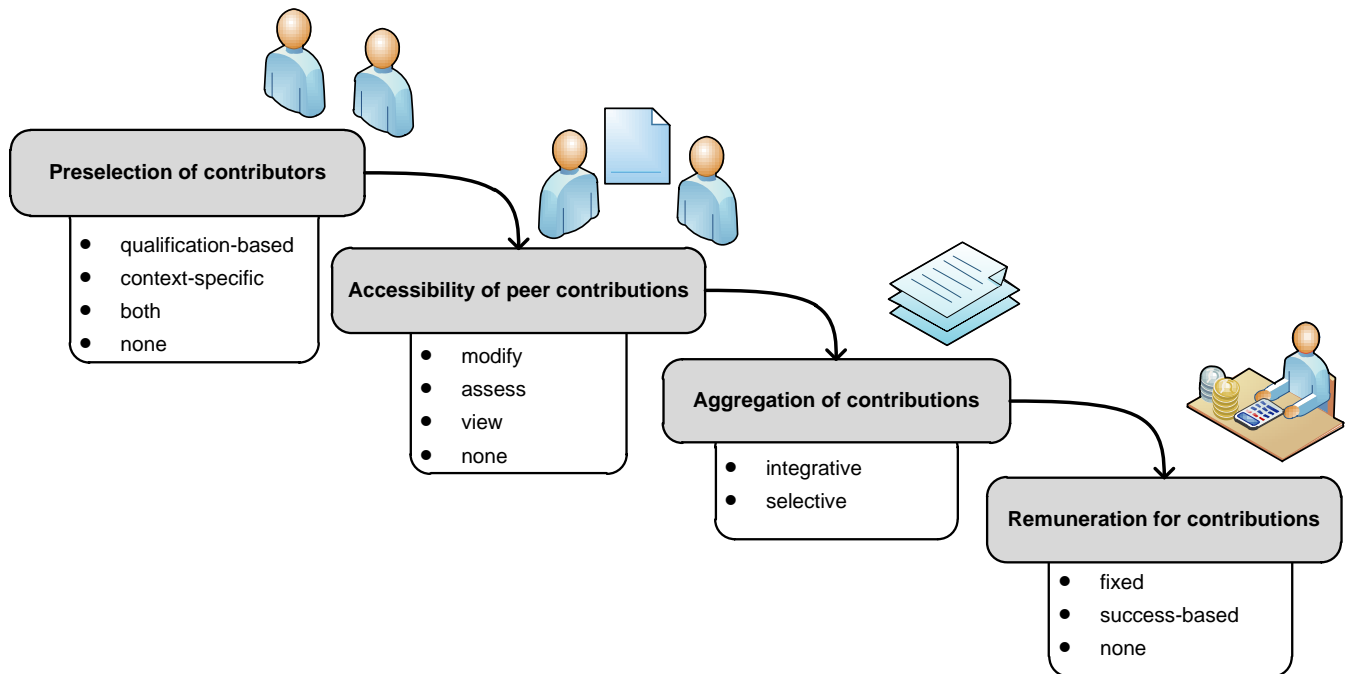 Preselection of contributors
qualification-based
context-specific
both
none
Accessibility of peer contributions
modify
assess
view
none
Aggregation of contributions
integrative
selective
Remuneration for contributions
fixed
success-based
none